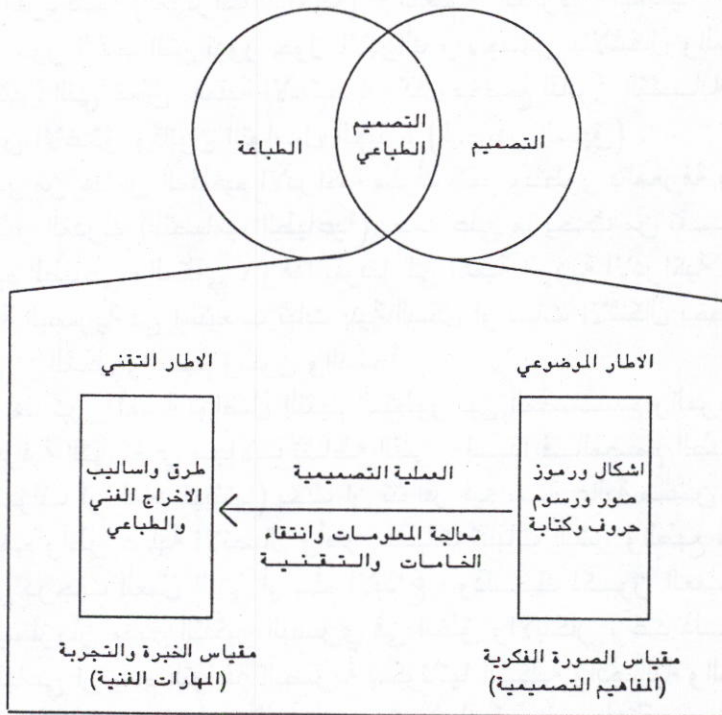 التصميم
التصميم
الطباعي
الطباعة
الاطار الموضوعي
اشكال ورموز
صور ورسوم
حروف وكتابة
مقياس الصورة الفكرية
(المفاهيم التصميمية)
العملية التصميمية
معالجة المعلومات وانتقاء
الخامات والتقنية
الاطار التقني
طرق واساليب
الاخراج الفني
والطباعي
مقياس الخبرة والتجربة
(المهارات الفنية)